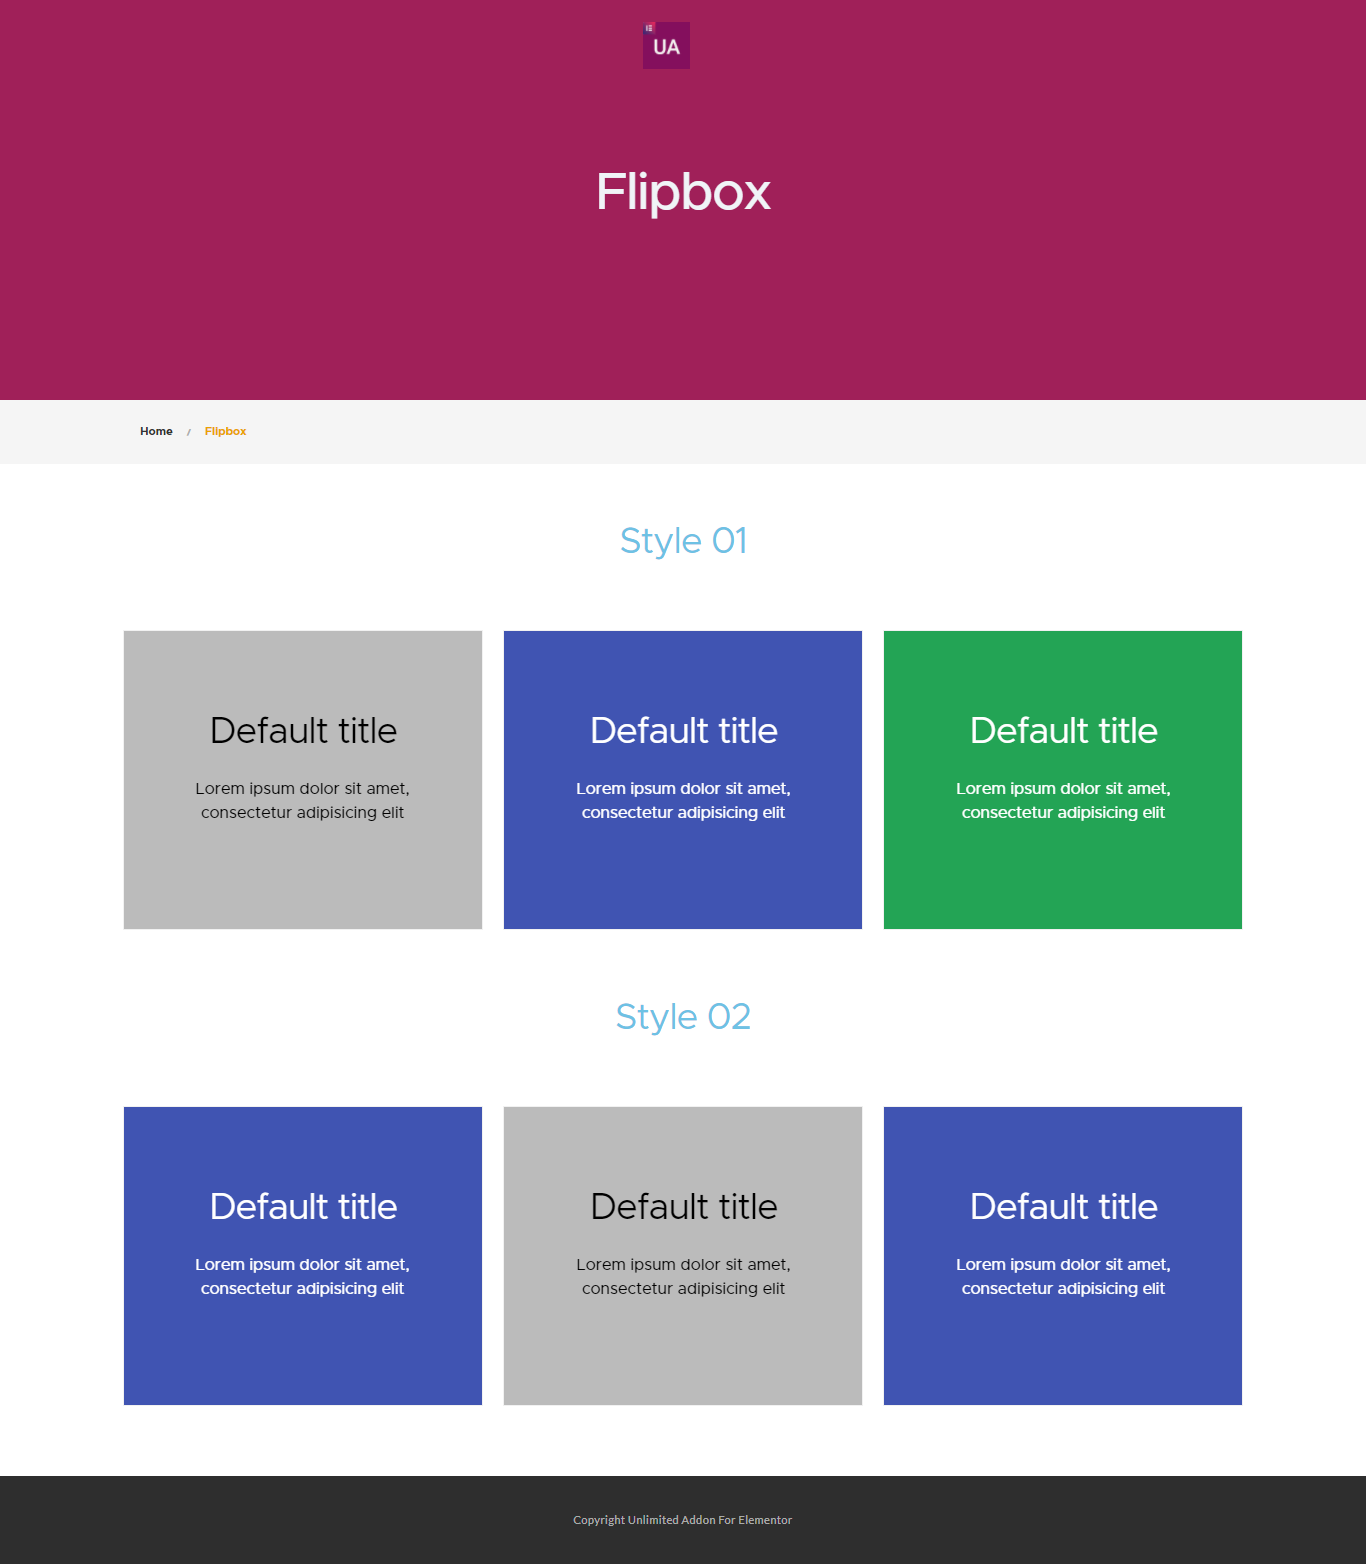 UA
Flipbox
Home / Flipbox
Style 01
Default title
Lorem ipsum dolor sit amet,
consectetur adipisicing elit
Default title
Lorem ipsum dolor sit amet,
consectetur adipisicing elit
Default title
Lorem ipsum dolor sit amet,
consectetur adipisicing elit
Style 02
Default title
Lorem ipsum dolor sit amet,
consectetur adipisicing elit
Default title
Lorem ipsum dolor sit amet,
consectetur adipisicing elit
Default title
Lorem ipsum dolor sit amet,
consectetur adipisicing elit
Copyright Unlimited Addon For Elementor